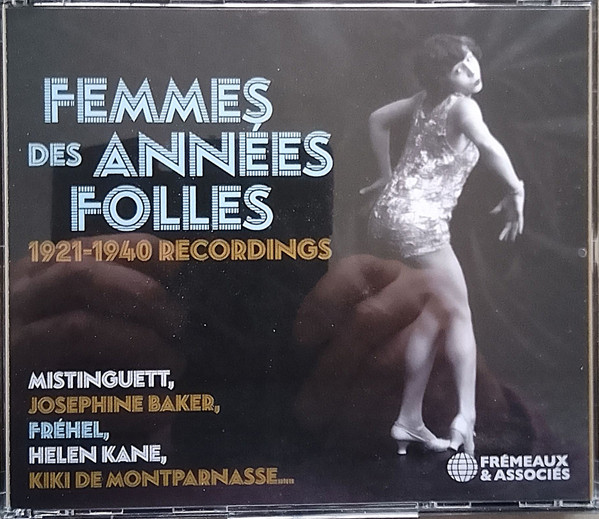 FEMMES
DES ANNÉES
FOLLES
1921-1940 RECORDINGS
MISTINGUETT,
JOSEPHINE BAKER,
FRÉHEL,
HELEN KANE,
KIKI DE MONTPARNASSE...
FRÉMEAUX
& ASSOCIÉS